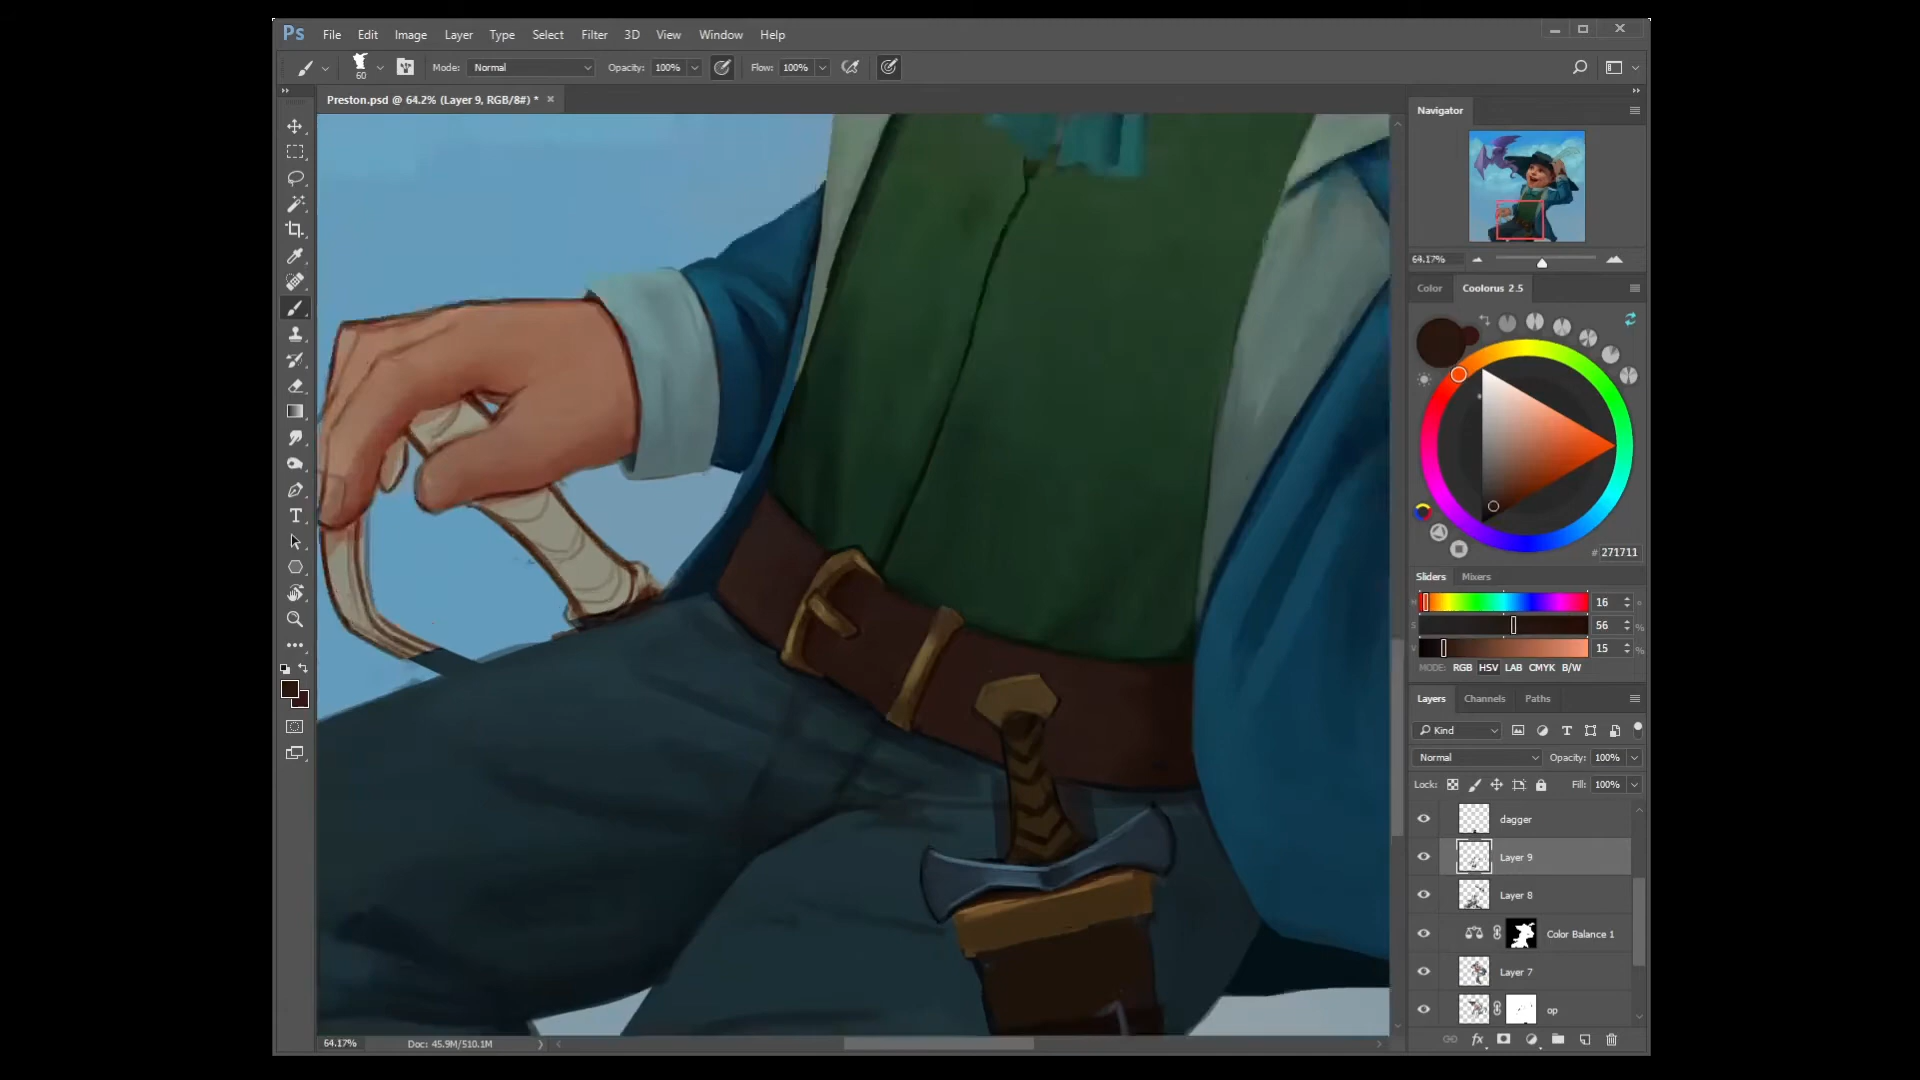 Ps File Edit Image Layer Type Select Filter 3D View Window Help
60 Mode: Normal Opacity: 100% Flow: 100%
Preston.psd @ 64.2% (Layer 9, RGB/8#) *
Navigator
64.17%
Color Coolorus 2.5
# 271711
Sliders Mixers
H 16 °
S 56 %
V 15 %
MODE: RGB HSV LAB CMYK B/W
Layers Channels Paths
Kind
Normal Opacity: 100%
Lock: Fill: 100%
dagger
Layer 9
Layer 8
Color Balance 1
Layer 7
op
64.17% Doc: 45.9M/510.1M